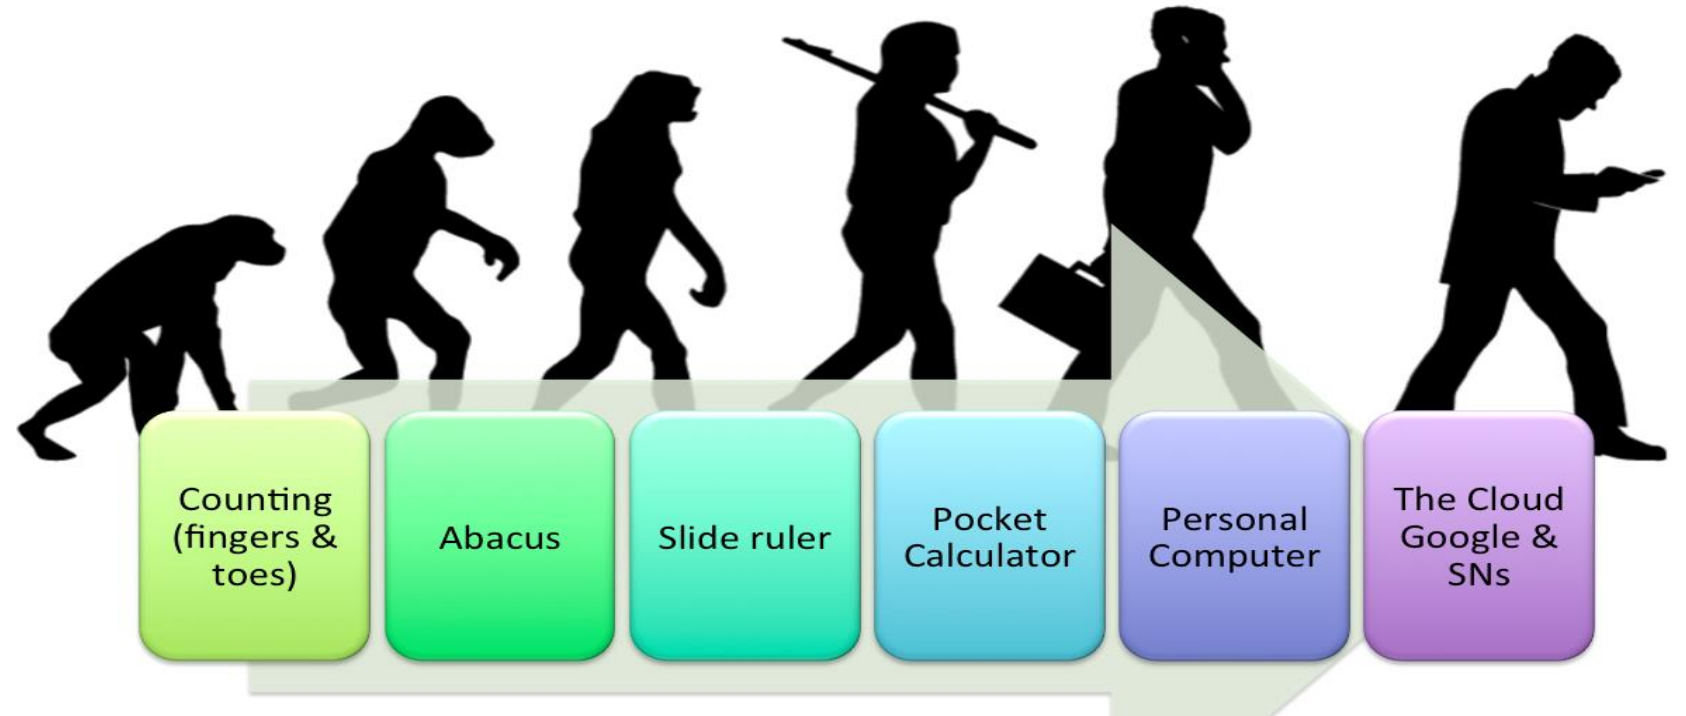 Counting
(fingers &
toes)
Abacus
Slide ruler
Pocket
Calculator
Personal
Computer
The Cloud
Google &
SNs